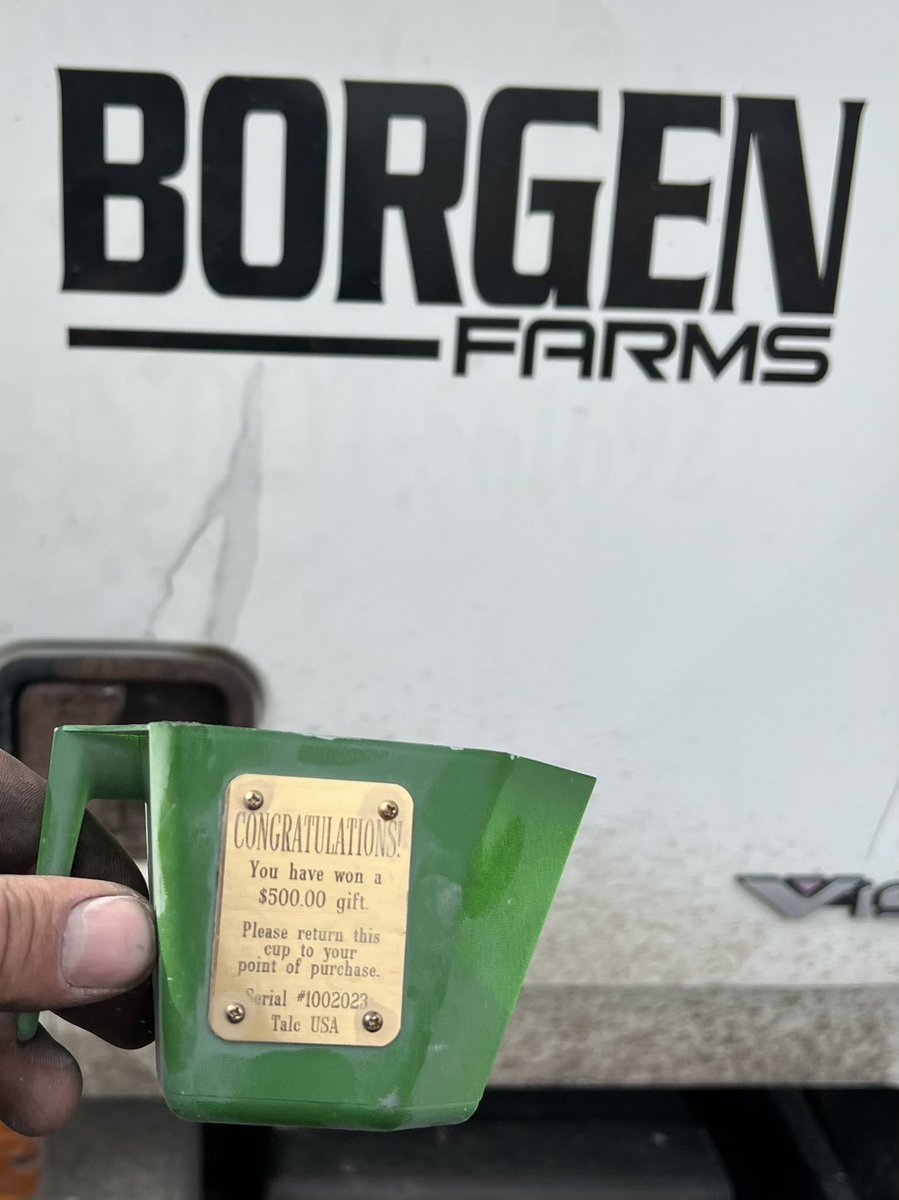 BORGEN
FARMS
CONGRATULATIONS!
You have won a
$500.00 gift.
Please return this
cup to your
point of purchase.
Serial #1002023
Talc USA